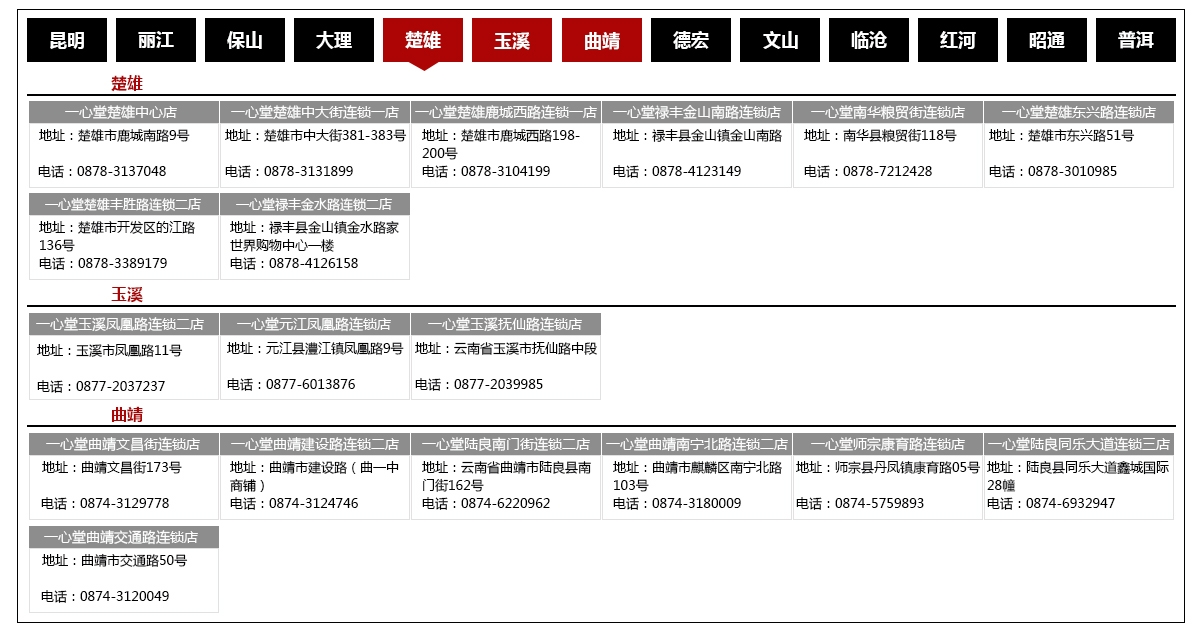 昆明 丽江 保山 大理 楚雄 玉溪 曲靖 德宏 文山 临沧 红河 昭通 普洱
楚雄
一心堂楚雄中心店
地址：楚雄市鹿城南路9号
电话：0878-3137048
一心堂楚雄中大街连锁一店
地址：楚雄市中大街381-383号
电话：0878-3131899
一心堂楚雄鹿城西路连锁一店
地址：楚雄市鹿城西路198-
200号
电话：0878-3104199
一心堂禄丰金山南路连锁店
地址：禄丰县金山镇金山南路
电话：0878-4123149
一心堂南华粮贸街连锁店
地址：南华县粮贸街118号
电话：0878-7212428
一心堂楚雄东兴路连锁店
地址：楚雄市东兴路51号
电话：0878-3010985
一心堂楚雄丰胜路连锁二店
地址：楚雄市开发区的江路
136号
电话：0878-3389179
一心堂禄丰金水路连锁二店
地址：禄丰县金山镇金水路家
世界购物中心一楼
电话：0878-4126158
玉溪
一心堂玉溪凤凰路连锁二店
地址：玉溪市凤凰路11号
电话：0877-2037237
一心堂元江凤凰路连锁店
地址：元江县澧江镇凤凰路9号
电话：0877-6013876
一心堂玉溪抚仙路连锁店
地址：云南省玉溪市抚仙路中段
电话：0877-2039985
曲靖
一心堂曲靖文昌街连锁店
地址：曲靖文昌街173号
电话：0874-3129778
一心堂曲靖建设路连锁二店
地址：曲靖市建设路（曲一中
商铺）
电话：0874-3124746
一心堂陆良南门街连锁二店
地址：云南省曲靖市陆良县南
门街162号
电话：0874-6220962
一心堂曲靖南宁北路连锁二店
地址：曲靖市麒麟区南宁北路
103号
电话：0874-3180009
一心堂师宗康育路连锁店
地址：师宗县丹凤镇康育路05号
电话：0874-5759893
一心堂陆良同乐大道连锁三店
地址：陆良县同乐大道鑫城国际
28幢
电话：0874-6932947
一心堂曲靖交通路连锁店
地址：曲靖市交通路50号
电话：0874-3120049